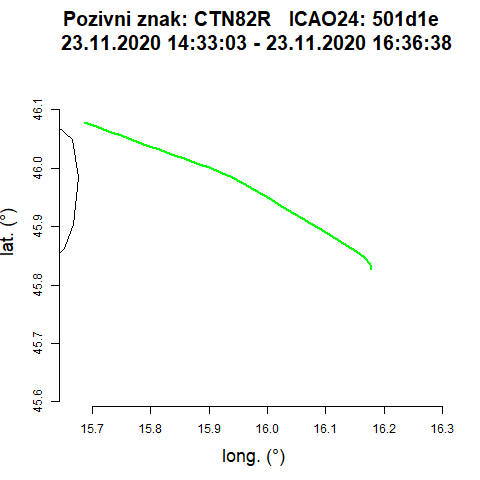 Pozivni znak: CTN82R   ICAO24: 501d1e
23.11.2020 14:33:03 - 23.11.2020 16:36:38
46.1
46.0
45.9
45.8
45.7
45.6
lat. (°)
15.7 15.8 15.9 16.0 16.1 16.2 16.3
long. (°)